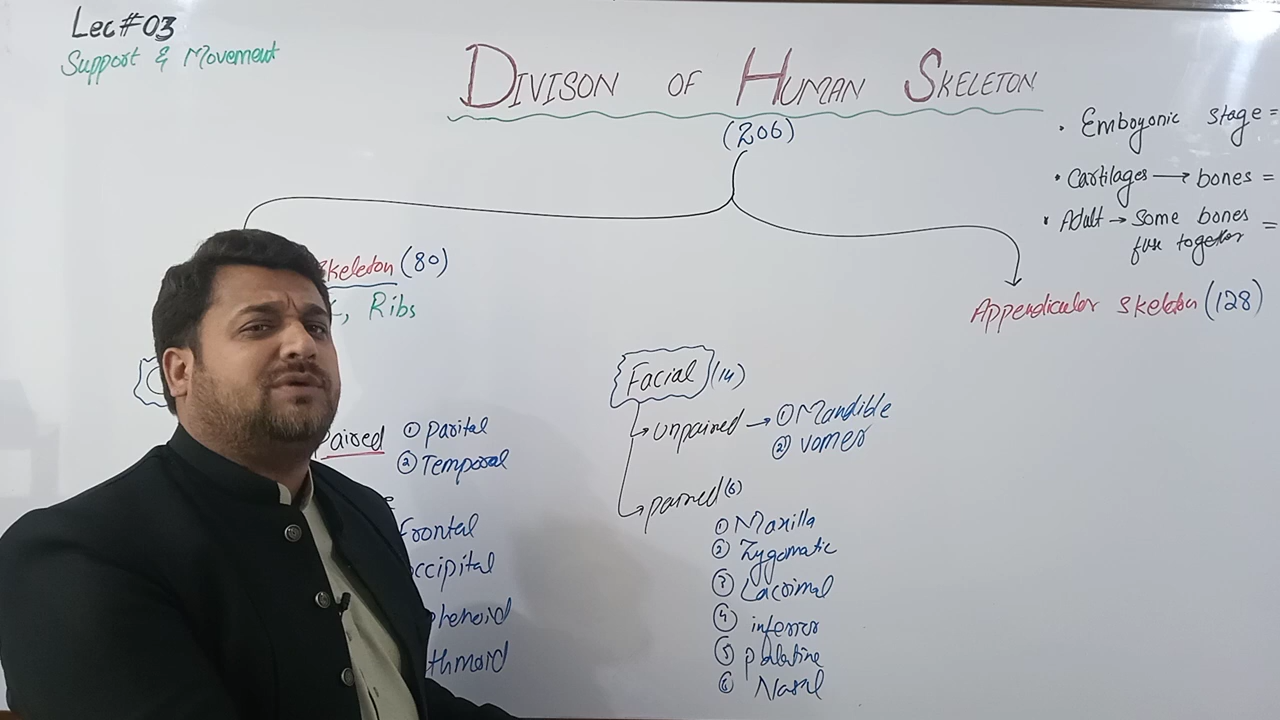 Lec#03
Support & Movement
DIVISON OF HUMAN SKELETON
(206)
• Emboyonic stage =
• Cartilages → bones =
• Adult → Some bones fuse together =
Skeleton (80)
Ribs
Appendicular skeleton (128)
Facial (14)
unpaired → ① Mandible
② vomer
Paired ① Parital
② Temporal
paired (6)
① Maxilla
② Zygomatic
③ Lacrimal
④ inferior
⑤ palatine
⑥ Nasal
frontal
ccipital
phenoid
thmoid